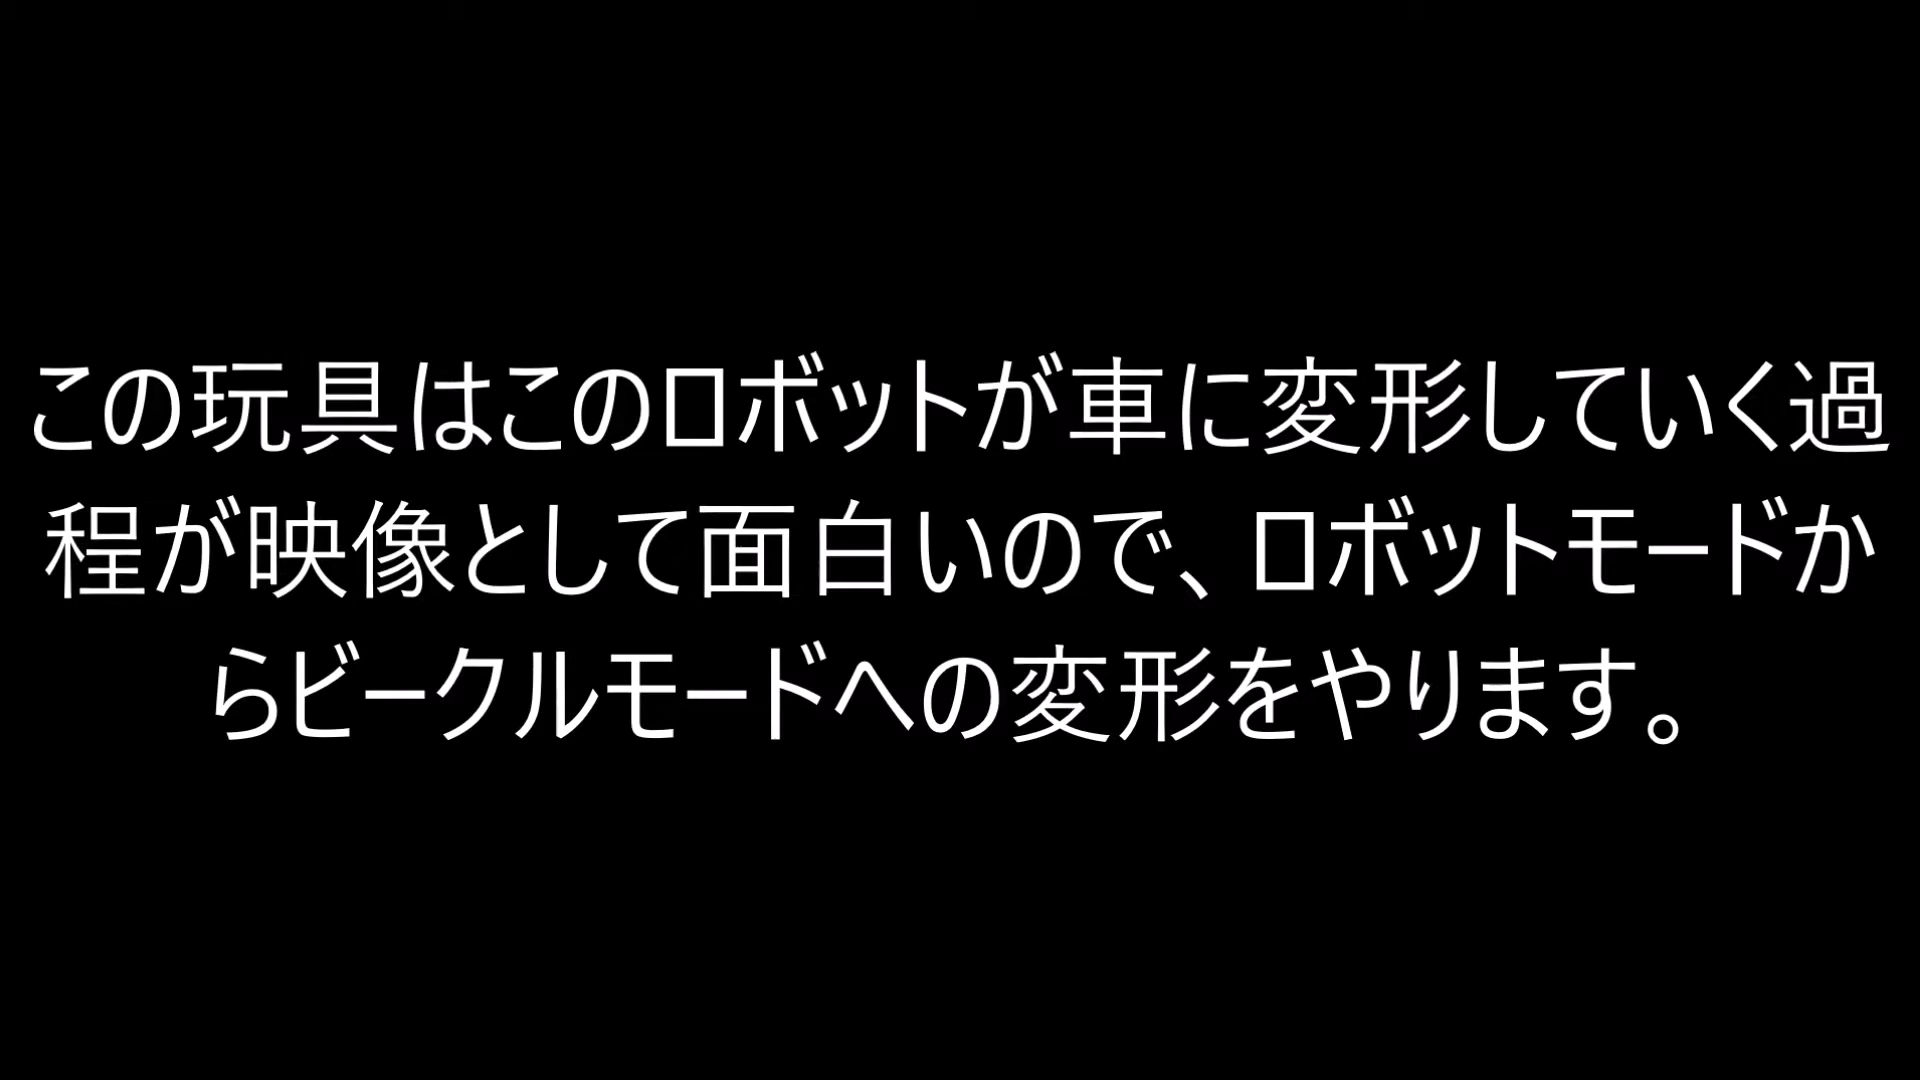 この玩具はこのロボットが車に変形していく過
程が映像として面白いので、ロボットモードか
らビークルモードへの変形をやります。